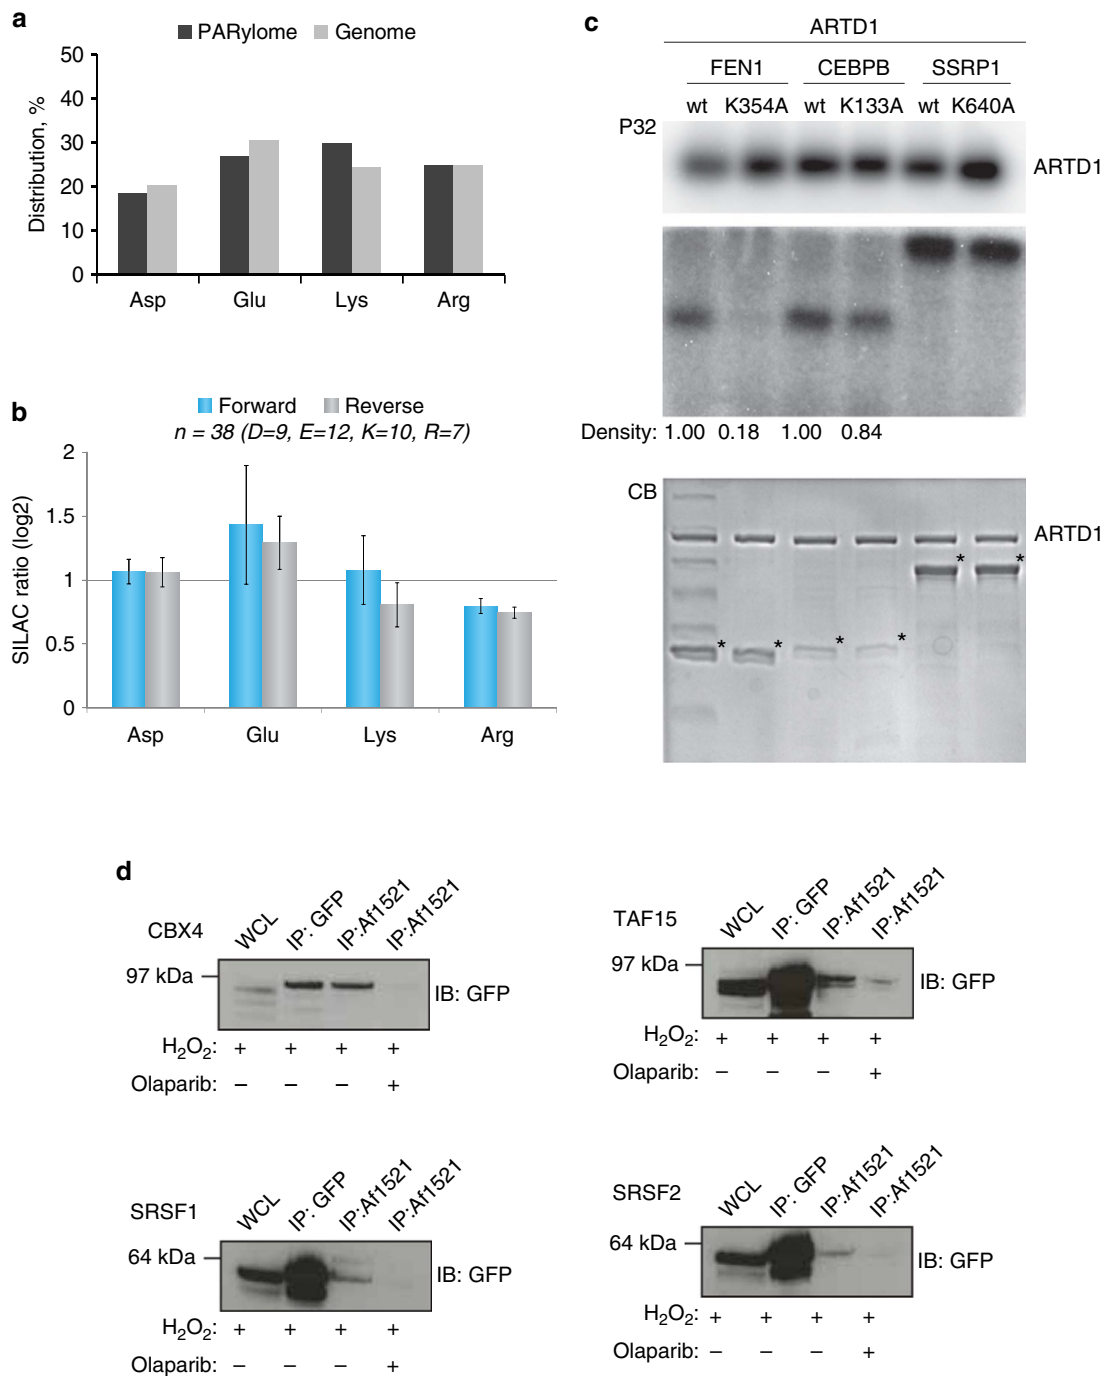 a
PARylome Genome
50
40
30
20
10
0
Distribution, %
Asp Glu Lys Arg
b
Forward Reverse
n = 38 (D=9, E=12, K=10, R=7)
2
1.5
1
0.5
0
SILAC ratio (log2)
Asp Glu Lys Arg
c
ARTD1
FEN1 CEBPB SSRP1
wt K354A wt K133A wt K640A
P32
ARTD1
Density: 1.00 0.18 1.00 0.84
CB
ARTD1
* * * * * *
d
CBX4
WCL IP: GFP IP:Af1521 IP:Af1521
97 kDa
IB: GFP
H2O2: + + + +
Olaparib: – – – +
TAF15
WCL IP: GFP IP:Af1521 IP:Af1521
97 kDa
IB: GFP
H2O2: + + + +
Olaparib: – – – +
SRSF1
WCL IP: GFP IP:Af1521 IP:Af1521
64 kDa
IB: GFP
H2O2: + + + +
Olaparib: – – – +
SRSF2
WCL IP: GFP IP:Af1521 IP:Af1521
64 kDa
IB: GFP
H2O2: + + + +
Olaparib: – – – +